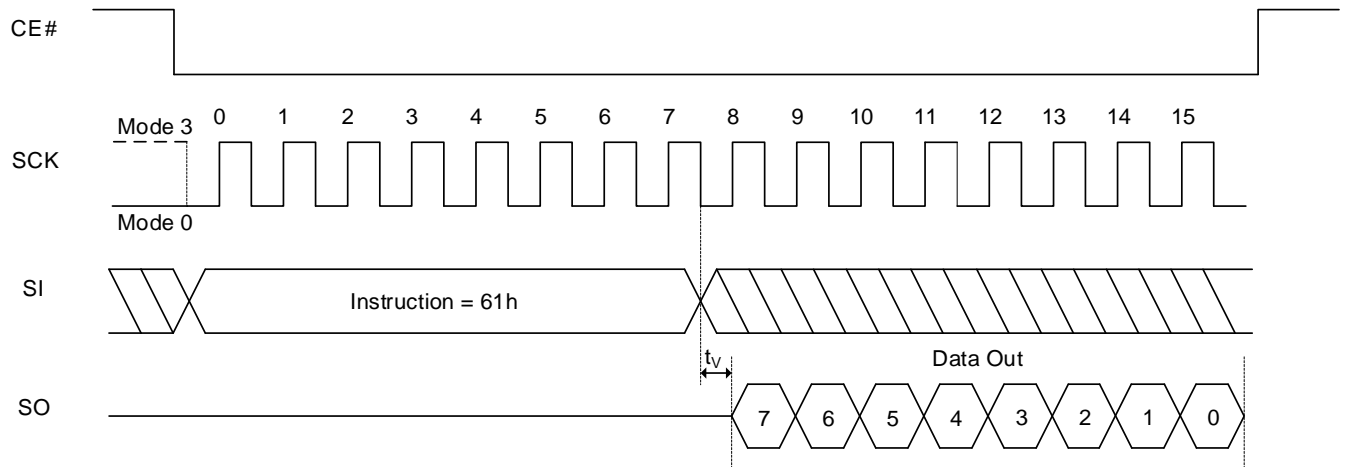 CE#
0 1 2 3 4 5 6 7 8 9 10 11 12 13 14 15
Mode 3
SCK
Mode 0
SI
Instruction = 61h
tV
Data Out
SO
7 6 5 4 3 2 1 0